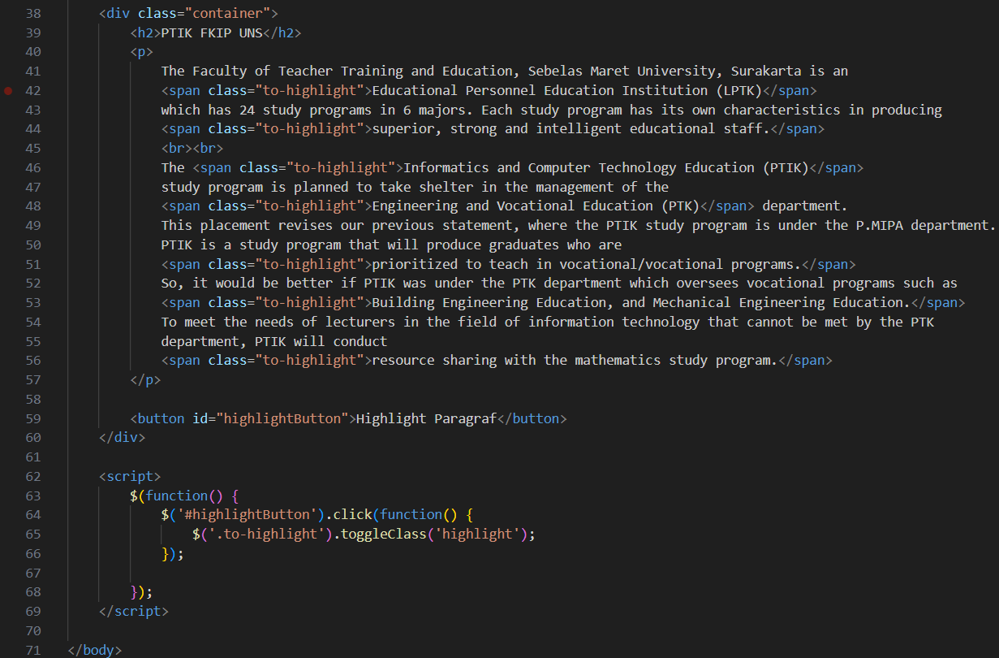 38 <div class="container">
39 <h2>PTIK FKIP UNS</h2>
40 <p>
41 The Faculty of Teacher Training and Education, Sebelas Maret University, Surakarta is an
42 <span class="to-highlight">Educational Personnel Education Institution (LPTK)</span>
43 which has 24 study programs in 6 majors. Each study program has its own characteristics in producing
44 <span class="to-highlight">superior, strong and intelligent educational staff.</span>
45 <br><br>
46 The <span class="to-highlight">Informatics and Computer Technology Education (PTIK)</span>
47 study program is planned to take shelter in the management of the
48 <span class="to-highlight">Engineering and Vocational Education (PTK)</span> department.
49 This placement revises our previous statement, where the PTIK study program is under the P.MIPA department.
50 PTIK is a study program that will produce graduates who are
51 <span class="to-highlight">prioritized to teach in vocational/vocational programs.</span>
52 So, it would be better if PTIK was under the PTK department which oversees vocational programs such as
53 <span class="to-highlight">Building Engineering Education, and Mechanical Engineering Education.</span>
54 To meet the needs of lecturers in the field of information technology that cannot be met by the PTK
55 department, PTIK will conduct
56 <span class="to-highlight">resource sharing with the mathematics study program.</span>
57 </p>
58
59 <button id="highlightButton">Highlight Paragraf</button>
60 </div>
61
62 <script>
63 $(function() {
64 $('#highlightButton').click(function() {
65 $('.to-highlight').toggleClass('highlight');
66 });
67
68 });
69 </script>
70
71 </body>